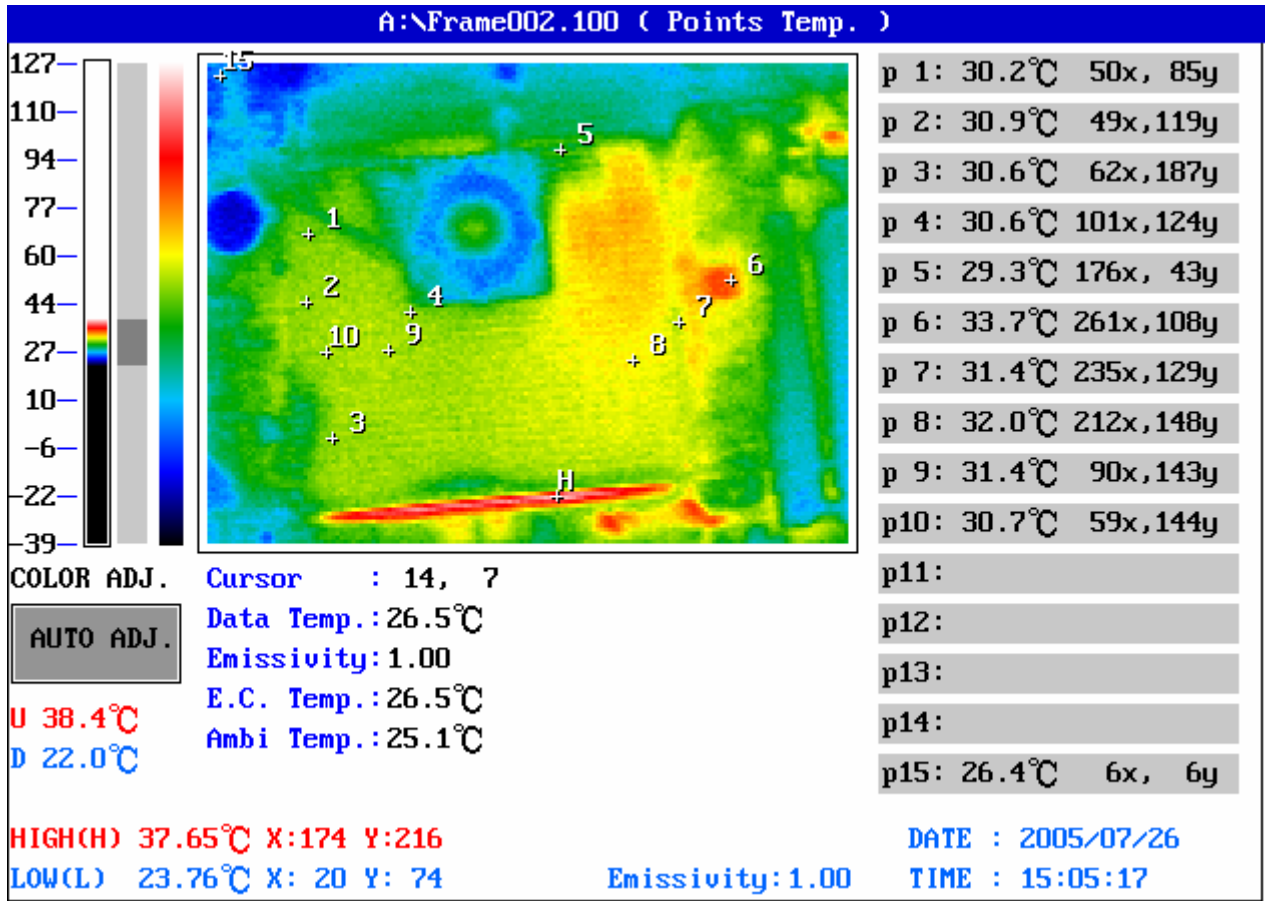 A:\Frame002.100 ( Points Temp. )
127
110
94
77
60
44
27
10
-6
-22
-39
COLOR ADJ.
AUTO ADJ.
U 38.4℃
D 22.0℃
15
5
1
6
2
4
7
10
9
8
3
H
Cursor : 14, 7
Data Temp.:26.5℃
Emissivity:1.00
E.C. Temp.:26.5℃
Ambi Temp.:25.1℃
p 1: 30.2℃ 50x, 85y
p 2: 30.9℃ 49x,119y
p 3: 30.6℃ 62x,187y
p 4: 30.6℃ 101x,124y
p 5: 29.3℃ 176x, 43y
p 6: 33.7℃ 261x,108y
p 7: 31.4℃ 235x,129y
p 8: 32.0℃ 212x,148y
p 9: 31.4℃ 90x,143y
p10: 30.7℃ 59x,144y
p11:
p12:
p13:
p14:
p15: 26.4℃ 6x, 6y
HIGH(H) 37.65℃ X:174 Y:216
LOW(L) 23.76℃ X: 20 Y: 74
Emissivity:1.00
DATE : 2005/07/26
TIME : 15:05:17